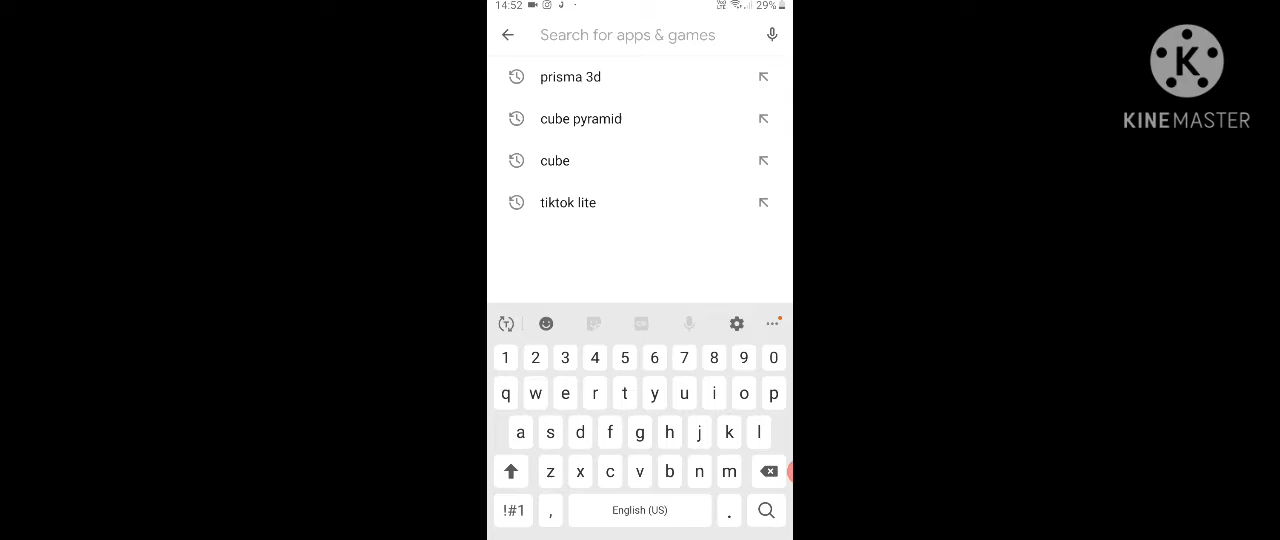 14:52 29%
Search for apps & games
prisma 3d
cube pyramid
cube
tiktok lite
1 2 3 4 5 6 7 8 9 0
q w e r t y u i o p
a s d f g h j k l
z x c v b n m
!#1 , English (US) .
K
KINEMASTER